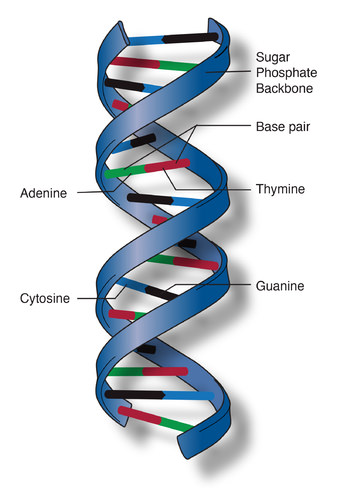 Sugar
Phosphate
Backbone
Base pair
Adenine
Thymine
Cytosine
Guanine